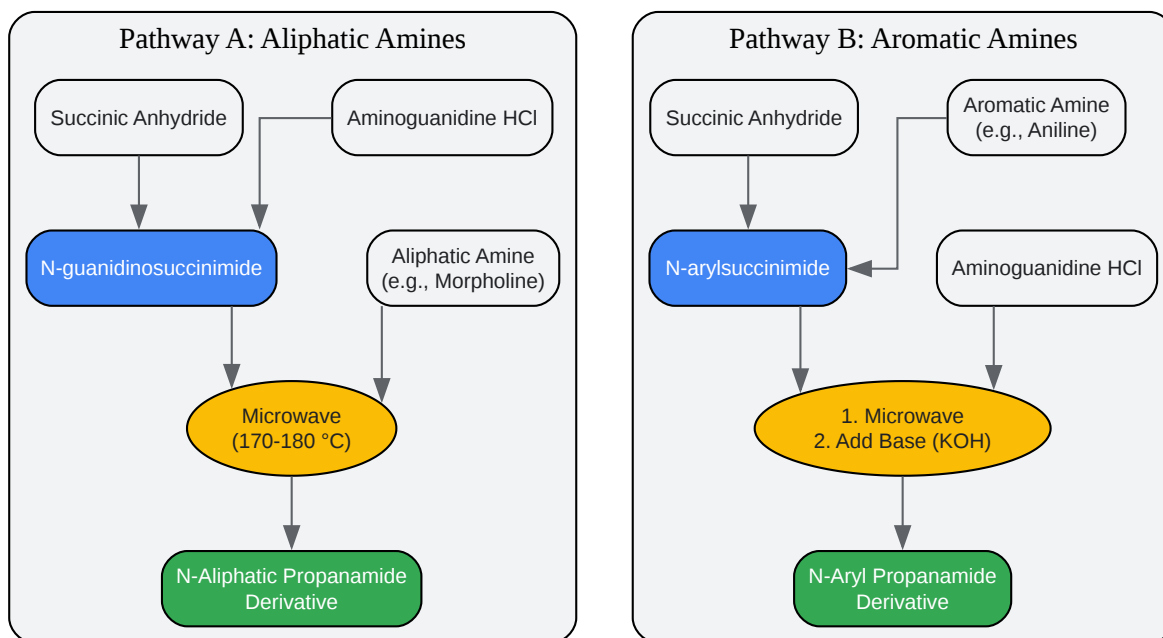 Pathway A: Aliphatic Amines
Succinic Anhydride
Aminoguanidine HCl
N-guanidinosuccinimide
Aliphatic Amine
(e.g., Morpholine)
Microwave
(170-180 °C)
N-Aliphatic Propanamide
Derivative
Pathway B: Aromatic Amines
Succinic Anhydride
Aromatic Amine
(e.g., Aniline)
N-arylsuccinimide
Aminoguanidine HCl
1. Microwave
2. Add Base (KOH)
N-Aryl Propanamide
Derivative